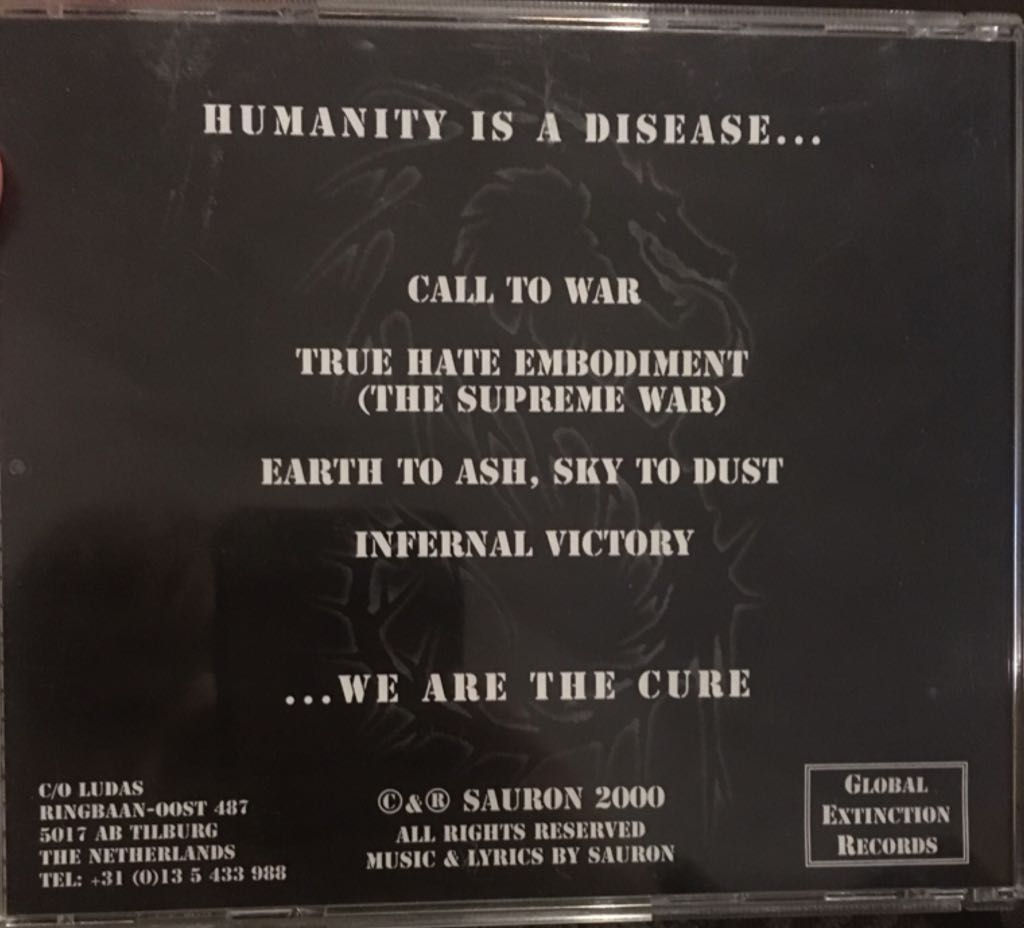 HUMANITY IS A DISEASE...
CALL TO WAR
TRUE HATE EMBODIMENT
(THE SUPREME WAR)
EARTH TO ASH, SKY TO DUST
INFERNAL VICTORY
...WE ARE THE CURE
C/O LUDAS
RINGBAAN-OOST 487
5017 AB TILBURG
THE NETHERLANDS
TEL: +31 (0)13 5 433 988
©&® SAURON 2000
ALL RIGHTS RESERVED
MUSIC & LYRICS BY SAURON
GLOBAL
EXTINCTION
RECORDS